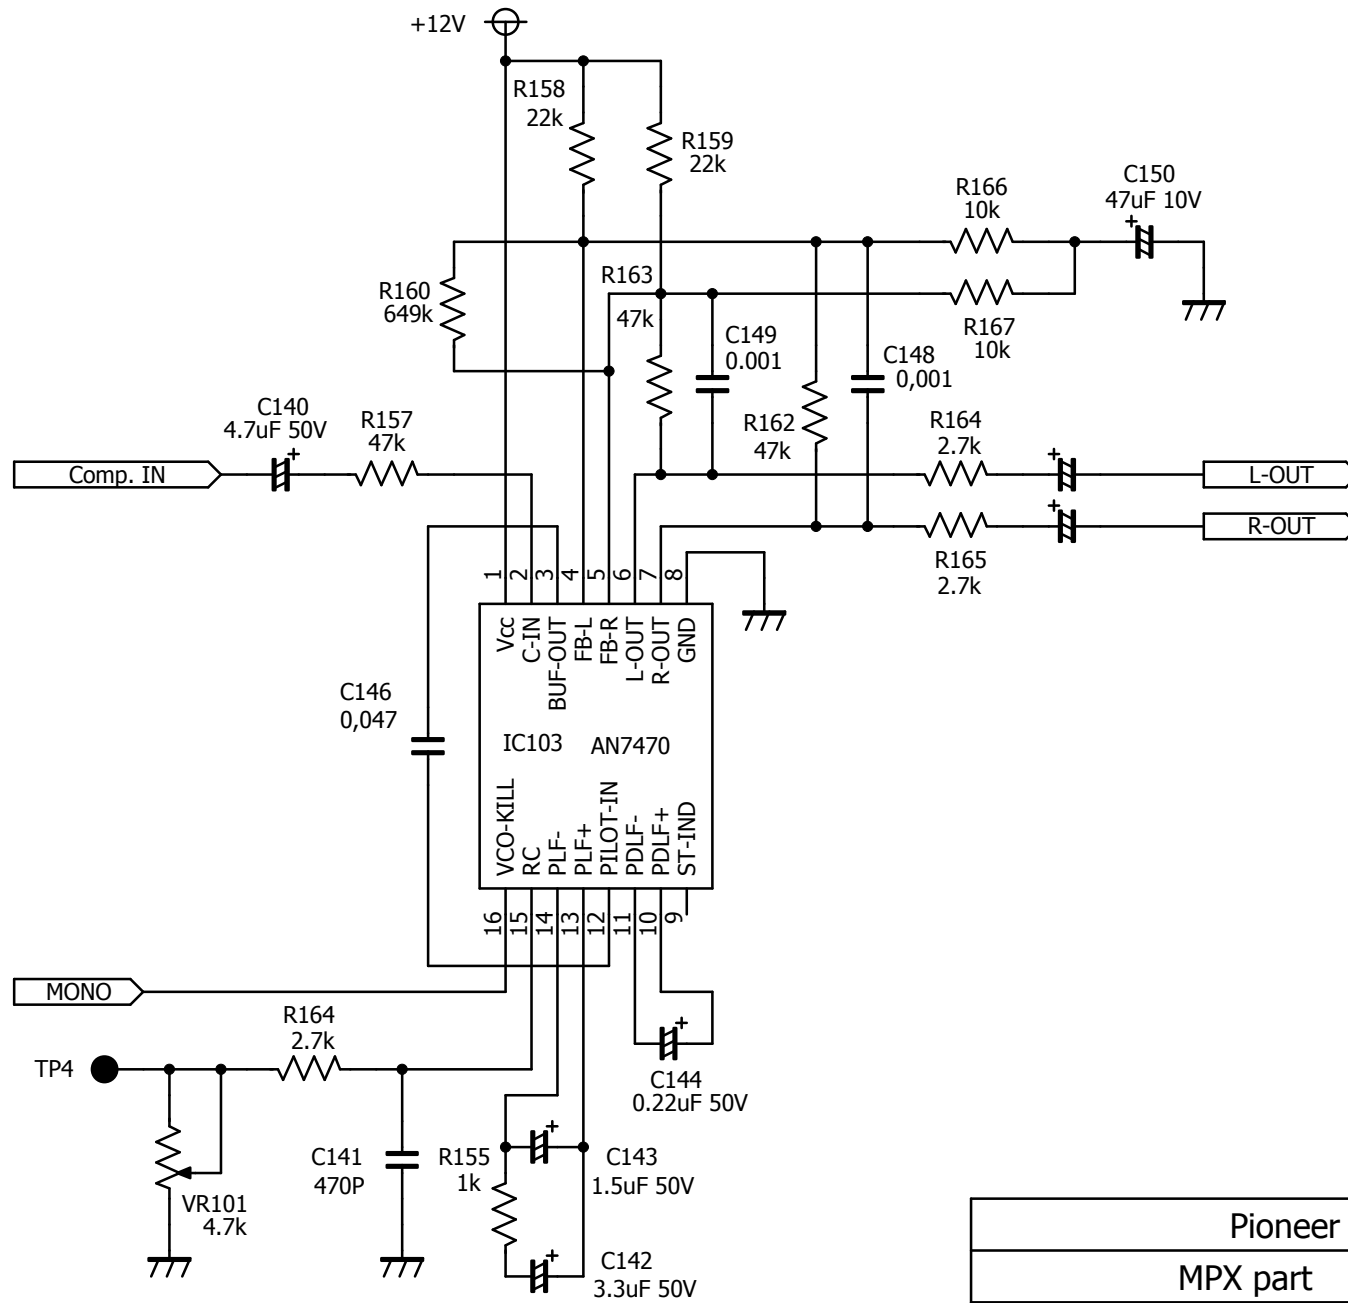 +12V
R158
22k
R159
22k
C150
47uF 10V
R166
10k
R160
649k
R163
47k
R167
10k
C149
0.001
C148
0,001
C140
4.7uF 50V
R157
47k
R162
47k
R164
2.7k
Comp. IN
L-OUT
R-OUT
R165
2.7k
1
2
3
4
5
6
7
8
Vcc
C-IN
BUF-OUT
FB-L
FB-R
L-OUT
R-OUT
GND
C146
0,047
IC103 AN7470
VCO-KILL
RC
PLF-
PLF+
PILOT-IN
PDLF-
PDLF+
ST-IND
16
15
14
13
12
11
10
9
MONO
R164
2.7k
TP4
C144
0.22uF 50V
C141
470P
R155
1k
C143
1.5uF 50V
VR101
4.7k
C142
3.3uF 50V
Pioneer
MPX part
+
+
+
+
+
+
+